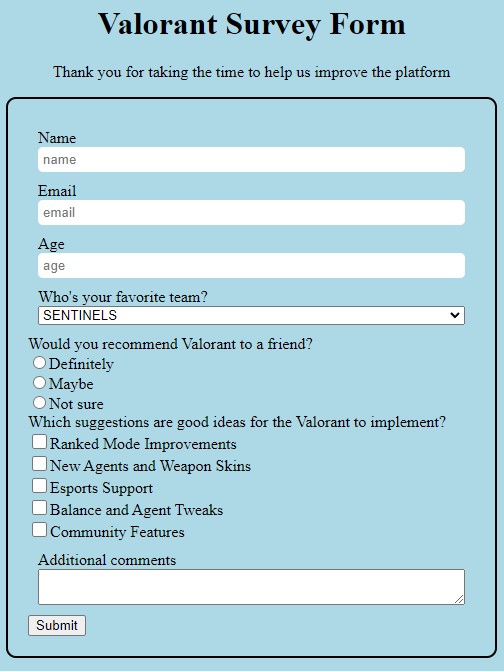 Valorant Survey Form
Thank you for taking the time to help us improve the platform
Name
name
Email
email
Age
age
Who's your favorite team?
SENTINELS
Would you recommend Valorant to a friend?
Definitely
Maybe
Not sure
Which suggestions are good ideas for the Valorant to implement?
Ranked Mode Improvements
New Agents and Weapon Skins
Esports Support
Balance and Agent Tweaks
Community Features
Additional comments
Submit